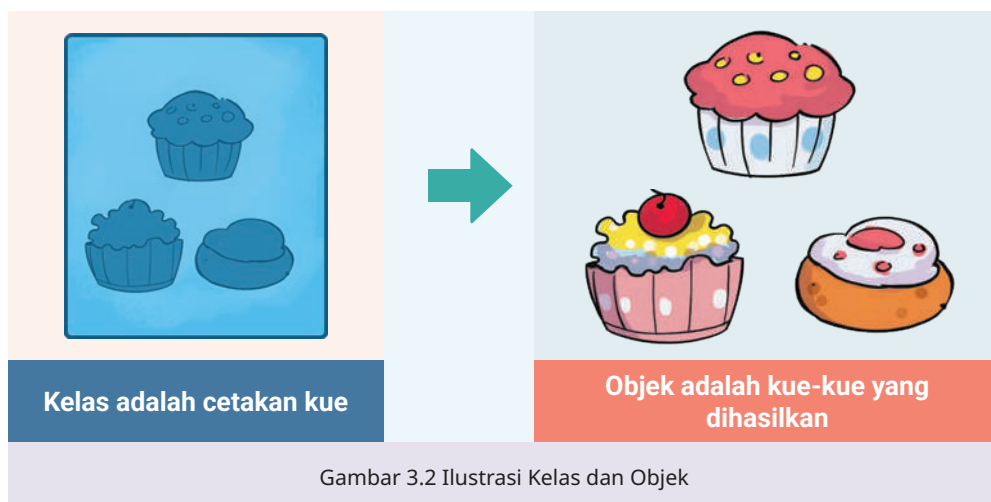 Kelas adalah cetakan kue
Objek adalah kue-kue yang
dihasilkan
Gambar 3.2 Ilustrasi Kelas dan Objek